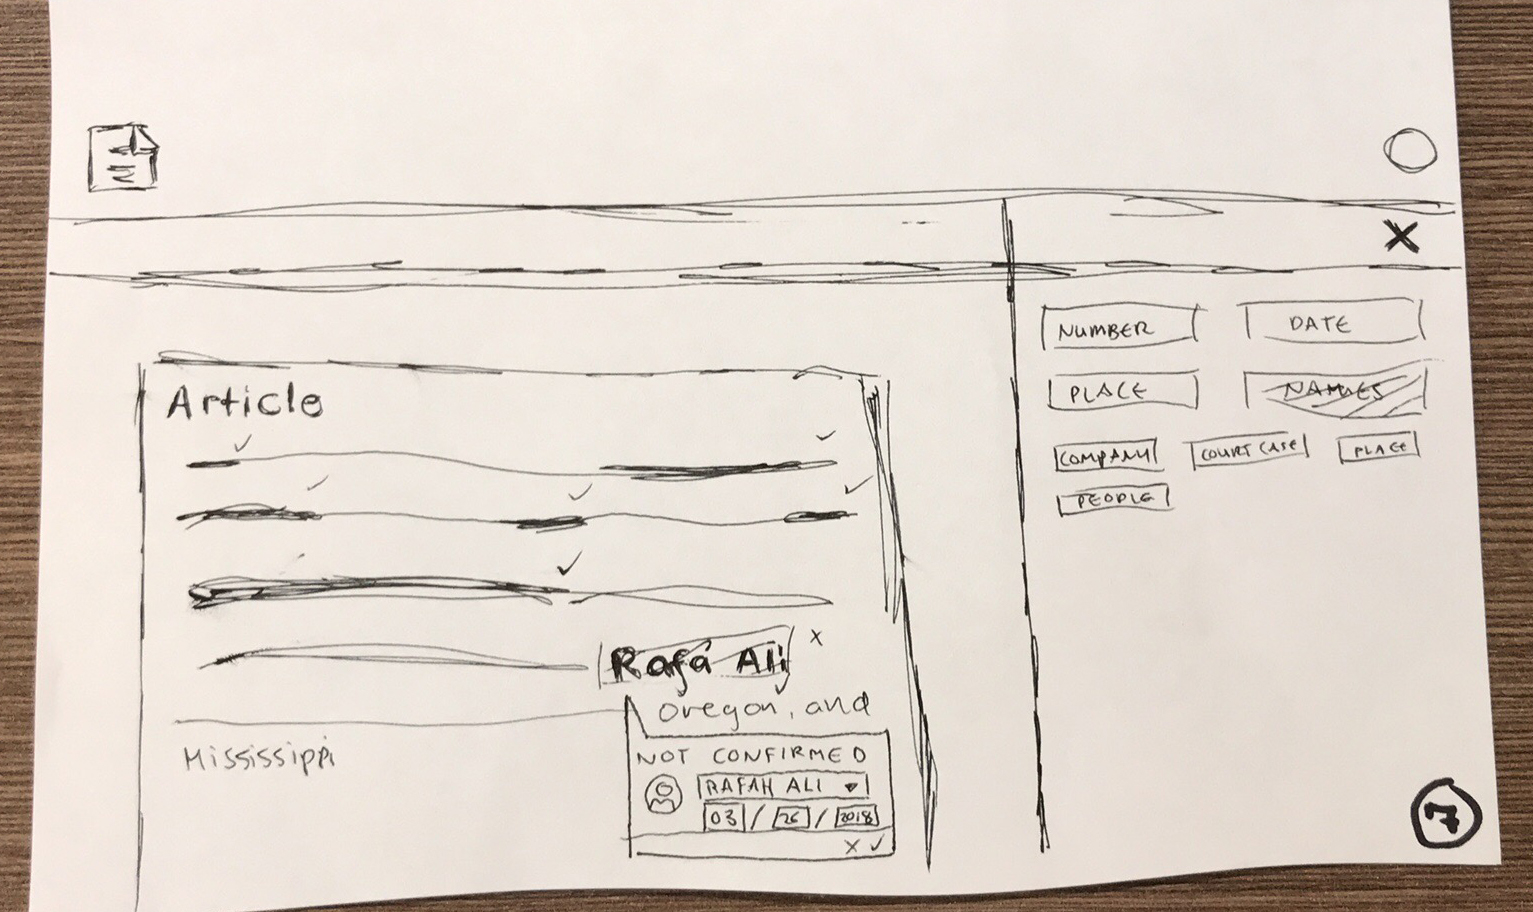 Article
Rafá Ali x
oregon, and
Mississippi
NOT CONFIRMED
RAFAH ALI
03 / 26 / 2018
x ✓
X
NUMBER DATE
PLACE NAMES
COMPANY COURT CASE PLACE
PEOPLE
7